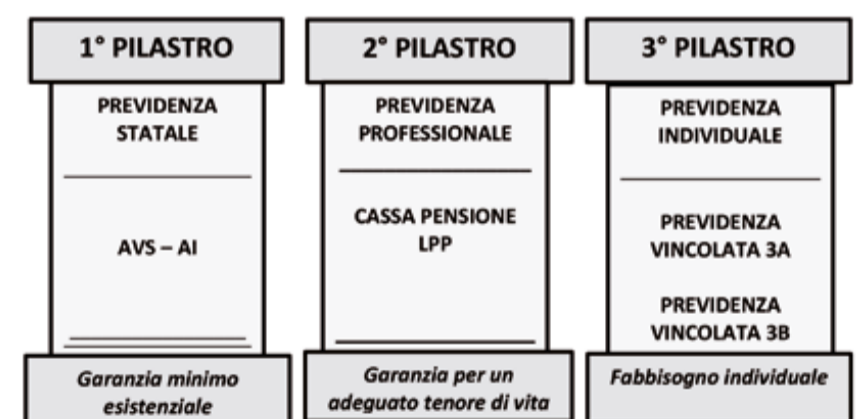 1° PILASTRO
PREVIDENZA
STATALE
AVS – AI
Garanzia minimo
esistenziale
2° PILASTRO
PREVIDENZA
PROFESSIONALE
CASSA PENSIONE
LPP
Garanzia per un
adeguato tenore di vita
3° PILASTRO
PREVIDENZA
INDIVIDUALE
PREVIDENZA
VINCOLATA 3A
PREVIDENZA
VINCOLATA 3B
Fabbisogno individuale